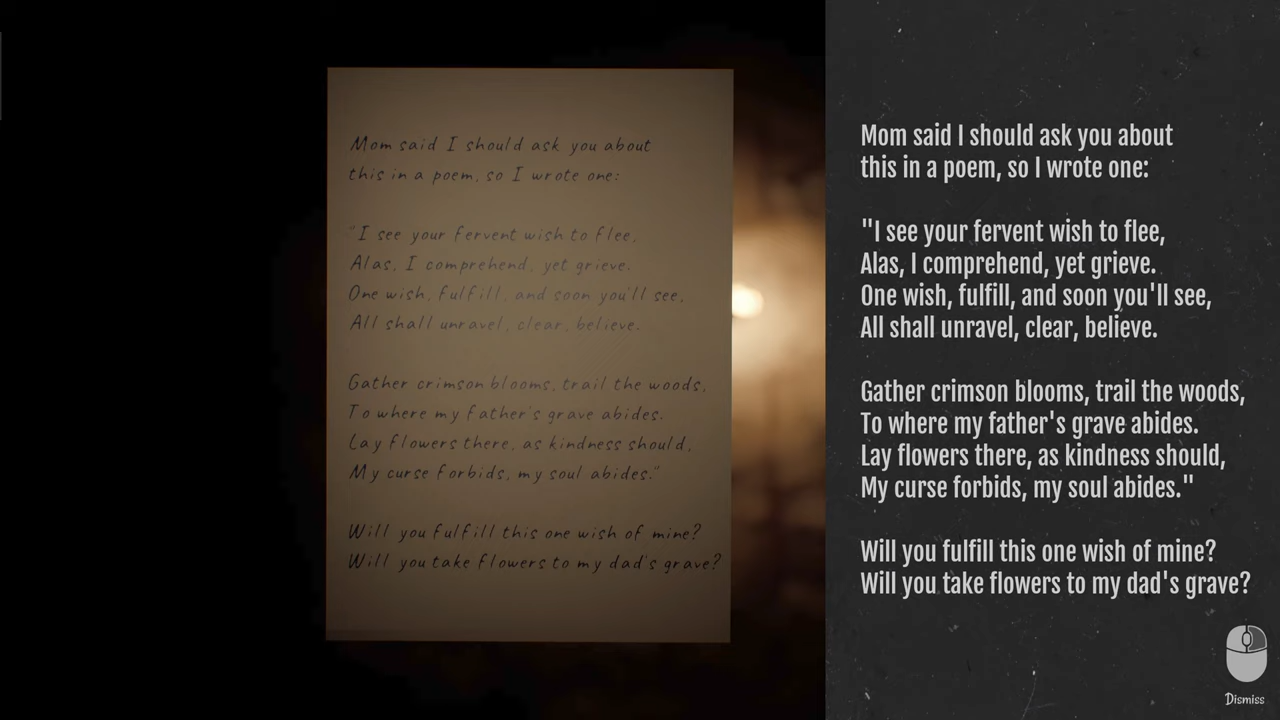 Mom said I should ask you about
this in a poem, so I wrote one:
"I see your fervent wish to flee,
Alas, I comprehend, yet grieve.
One wish, fulfill, and soon you'll see,
All shall unravel, clear, believe.
Gather crimson blooms, trail the woods,
To where my father's grave abides.
Lay flowers there, as kindness should,
My curse forbids, my soul abides."
Will you fulfill this one wish of mine?
Will you take flowers to my dad's grave?
Mom said I should ask you about
this in a poem, so I wrote one:
"I see your fervent wish to flee,
Alas, I comprehend, yet grieve.
One wish, fulfill, and soon you'll see,
All shall unravel, clear, believe.
Gather crimson blooms, trail the woods,
To where my father's grave abides.
Lay flowers there, as kindness should,
My curse forbids, my soul abides."
Will you fulfill this one wish of mine?
Will you take flowers to my dad's grave?
Dismiss